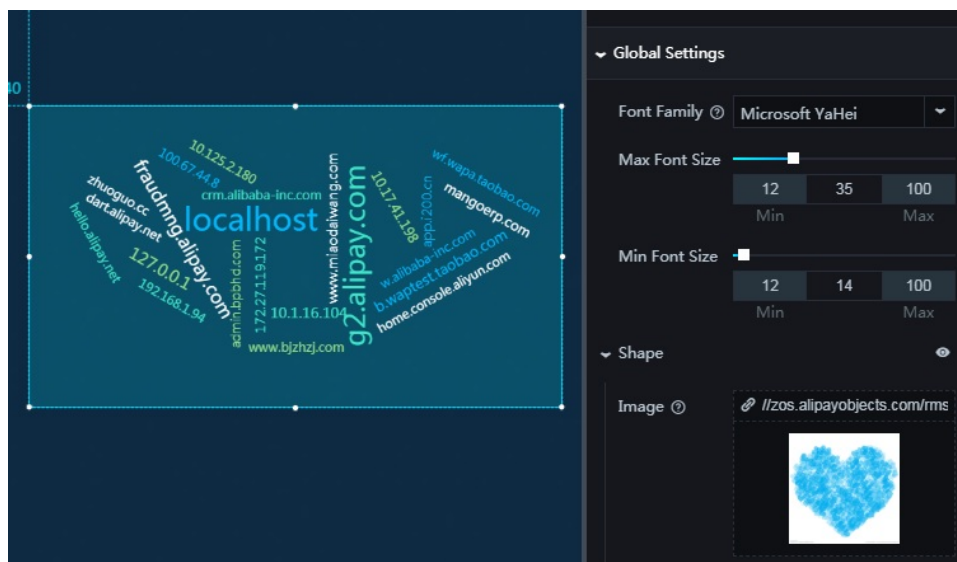 40
10.125.2.180
100.67.44.8
fraudmng.alipay.com
crm.alibaba-inc.com
localhost
www.miaodaiwang.com
g2.alipay.com
10.17.41.198
wf.wapa.taobao.com
mangoerp.com
app.i200.cn
zhuoguo.cc
dart.alipay.net
hello.alipay.net
127.0.0.1
192.168.1.94
admin.bpbhd.com
172.27.119.172
10.1.16.104
www.bjzhzj.com
w.alibaba-inc.com
b.waptest.taobao.com
home.console.aliyun.com
Global Settings
Font Family
Microsoft YaHei
Max Font Size
12 35 100
Min Max
Min Font Size
12 14 100
Min Max
Shape
Image
//zos.alipayobjects.com/rms